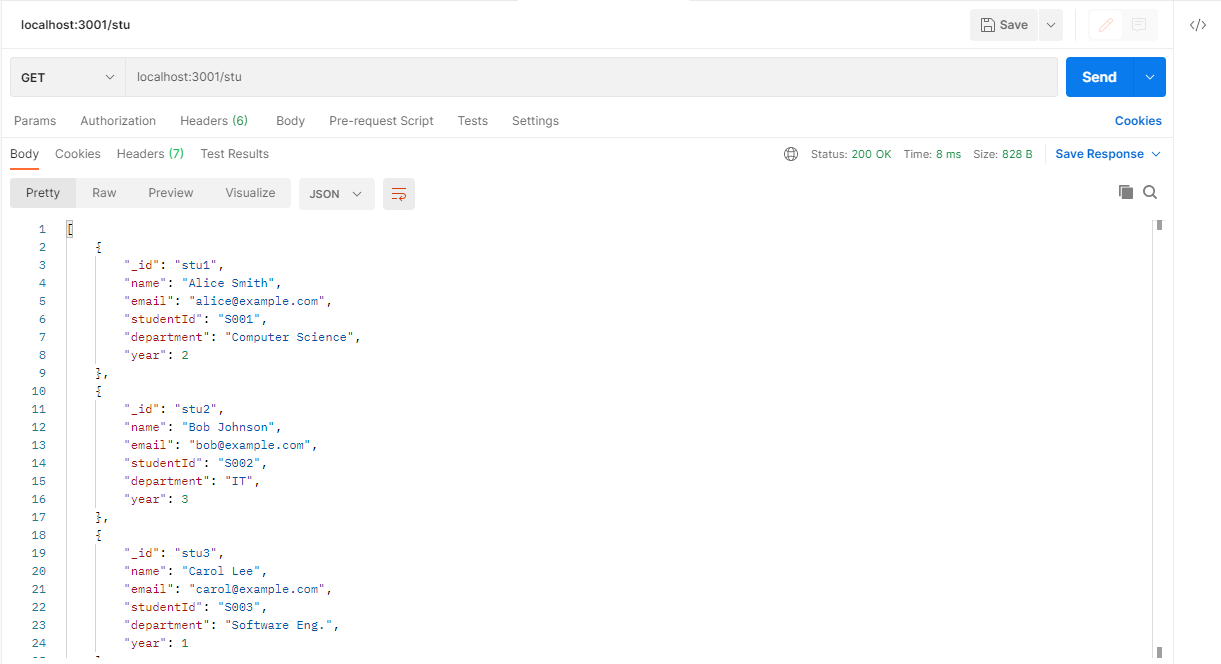 localhost:3001/stu Save </>
GET localhost:3001/stu Send
Params Authorization Headers (6) Body Pre-request Script Tests Settings Cookies
Body Cookies Headers (7) Test Results Status: 200 OK Time: 8 ms Size: 828 B Save Response
Pretty Raw Preview Visualize JSON
1 [
2 {
3 "_id": "stu1",
4 "name": "Alice Smith",
5 "email": "alice@example.com",
6 "studentId": "S001",
7 "department": "Computer Science",
8 "year": 2
9 },
10 {
11 "_id": "stu2",
12 "name": "Bob Johnson",
13 "email": "bob@example.com",
14 "studentId": "S002",
15 "department": "IT",
16 "year": 3
17 },
18 {
19 "_id": "stu3",
20 "name": "Carol Lee",
21 "email": "carol@example.com",
22 "studentId": "S003",
23 "department": "Software Eng.",
24 "year": 1